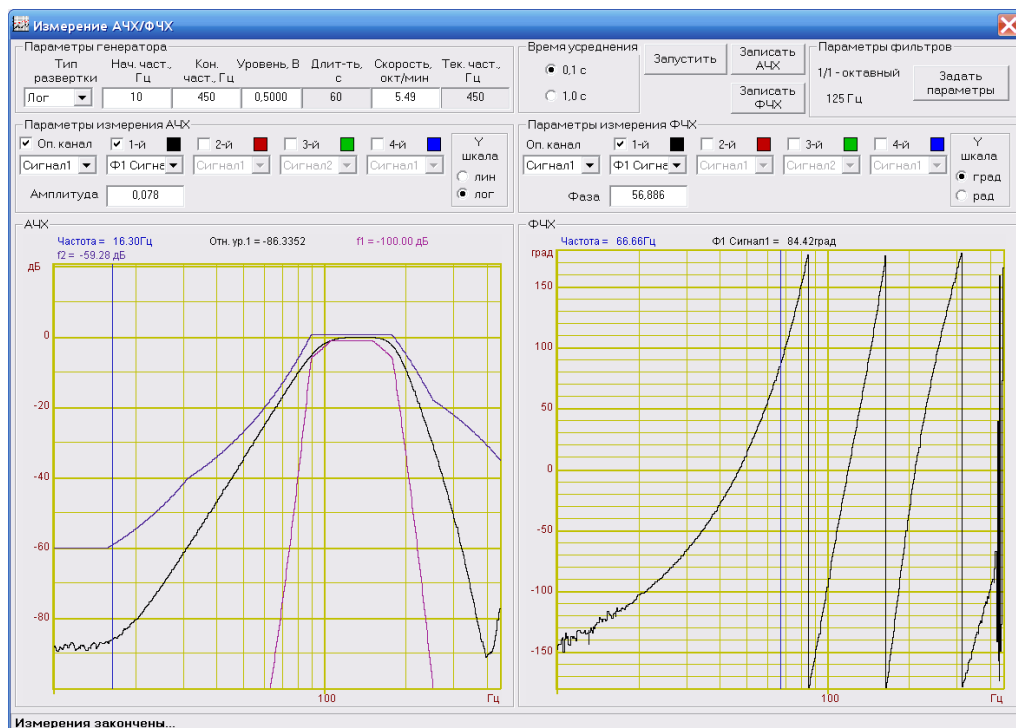 Измерение АЧХ/ФЧХ
Параметры генератора
Тип развертки
Нач. част., Гц
Кон. част., Гц
Уровень, В
Длит-ть, с
Скорость, окт/мин
Тек. част., Гц
Лог
10
450
0,5000
60
5.49
450
Время усреднения
0,1 с
1,0 с
Запустить
Записать АЧХ
Записать ФЧХ
Параметры фильтров
1/1 - октавный
125 Гц
Задать параметры
Параметры измерения АЧХ
Оп. канал
1-й
2-й
3-й
4-й
Сигнал1
Ф1 Сигна
Сигнал1
Сигнал2
Сигнал1
Амплитуда
0,078
Y шкала
лин
лог
Параметры измерения ФЧХ
Оп. канал
1-й
2-й
3-й
4-й
Сигнал1
Ф1 Сигна
Сигнал1
Сигнал2
Сигнал1
Фаза
56,886
Y шкала
град
рад
АЧХ
Частота = 16.30Гц
Отн. ур.1 = -86.3352
f1 = -100.00 дБ
f2 = -59.28 дБ
дБ
0
-20
-40
-60
-80
100
Гц
ФЧХ
Частота = 66.66Гц
Ф1 Сигнал1 = 84.42град
град
150
100
50
0
-50
-100
-150
100
Гц
Измерения закончены...